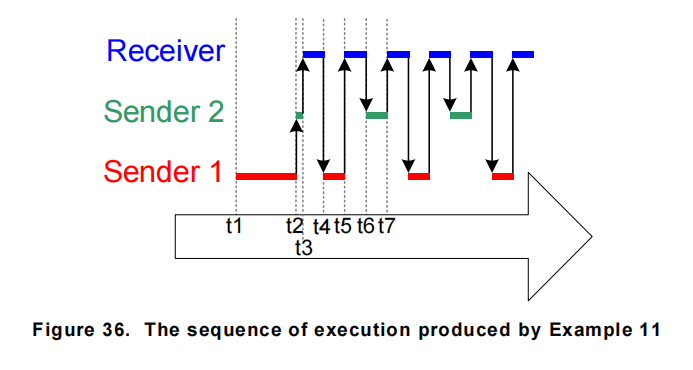 Receiver
Sender 2
Sender 1
t1 t2 t4 t5 t6 t7
t3
Figure 36. The sequence of execution produced by Example 11